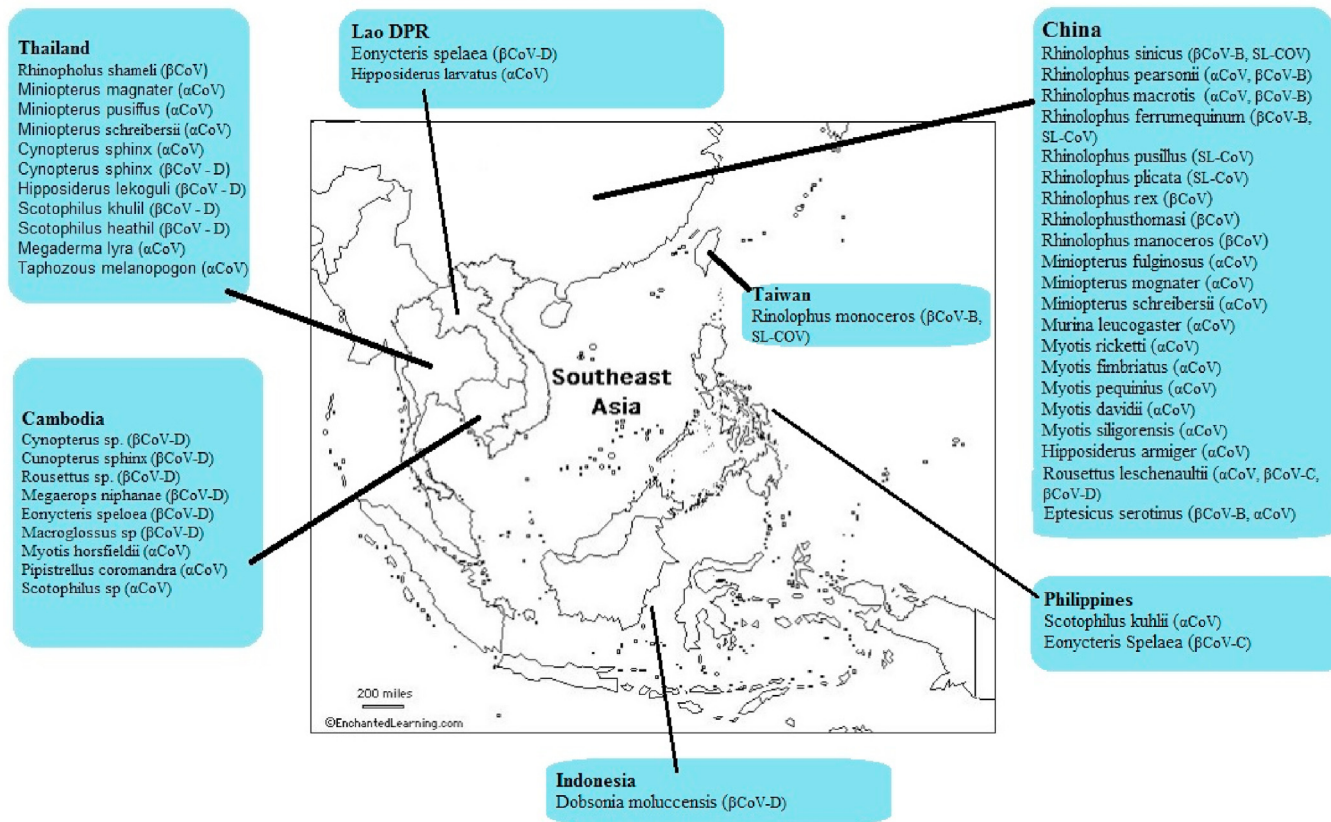 Thailand
Rhinopholus shameli (βCoV)
Miniopterus magnater (αCoV)
Miniopterus pusiffus (αCoV)
Miniopterus schreibersii (αCoV)
Cynopterus sphinx (αCoV)
Cynopterus sphinx (βCoV - D)
Hipposiderus lekoguli (βCoV - D)
Scotophilus khulil (βCoV - D)
Scotophilus heathil (βCoV - D)
Megaderma lyra (αCoV)
Taphozous melanopogon (αCoV)
Lao DPR
Eonycteris spelaea (βCoV-D)
Hipposiderus larvatus (αCoV)
China
Rhinolophus sinicus (βCoV-B, SL-COV)
Rhinolophus pearsonii (αCoV, βCoV-B)
Rhinolophus macrotis (αCoV, βCoV-B)
Rhinolophus ferrumequinum (βCoV-B,
SL-CoV)
Rhinolophus pusillus (SL-CoV)
Rhinolophus plicata (SL-CoV)
Rhinolophus rex (βCoV)
Rhinolophusthomasi (βCoV)
Rhinolophus manoceros (βCoV)
Miniopterus fulginosus (αCoV)
Miniopterus mognater (αCoV)
Miniopterus schreibersii (αCoV)
Murina leucogaster (αCoV)
Myotis ricketti (αCoV)
Myotis fimbriatus (αCoV)
Myotis pequinius (αCoV)
Myotis davidii (αCoV)
Myotis siligorensis (αCoV)
Hipposiderus armiger (αCoV)
Rousettus leschenaultii (αCoV, βCoV-C,
βCoV-D)
Eptesicus serotinus (βCoV-B, αCoV)
Taiwan
Rinolophus monoceros (βCoV-B,
SL-COV)
Southeast
Asia
Cambodia
Cynopterus sp. (βCoV-D)
Cunopterus sphinx (βCoV-D)
Rousettus sp. (βCoV-D)
Megaerops niphanae (βCoV-D)
Eonycteris speloea (βCoV-D)
Macroglossus sp (βCoV-D)
Myotis horsfieldii (αCoV)
Pipistrellus coromandra (αCoV)
Scotophilus sp (αCoV)
Philippines
Scotophilus kuhlii (αCoV)
Eonycteris Spelaea (βCoV-C)
200 miles
©EnchantedLearning.com
Indonesia
Dobsonia moluccensis (βCoV-D)